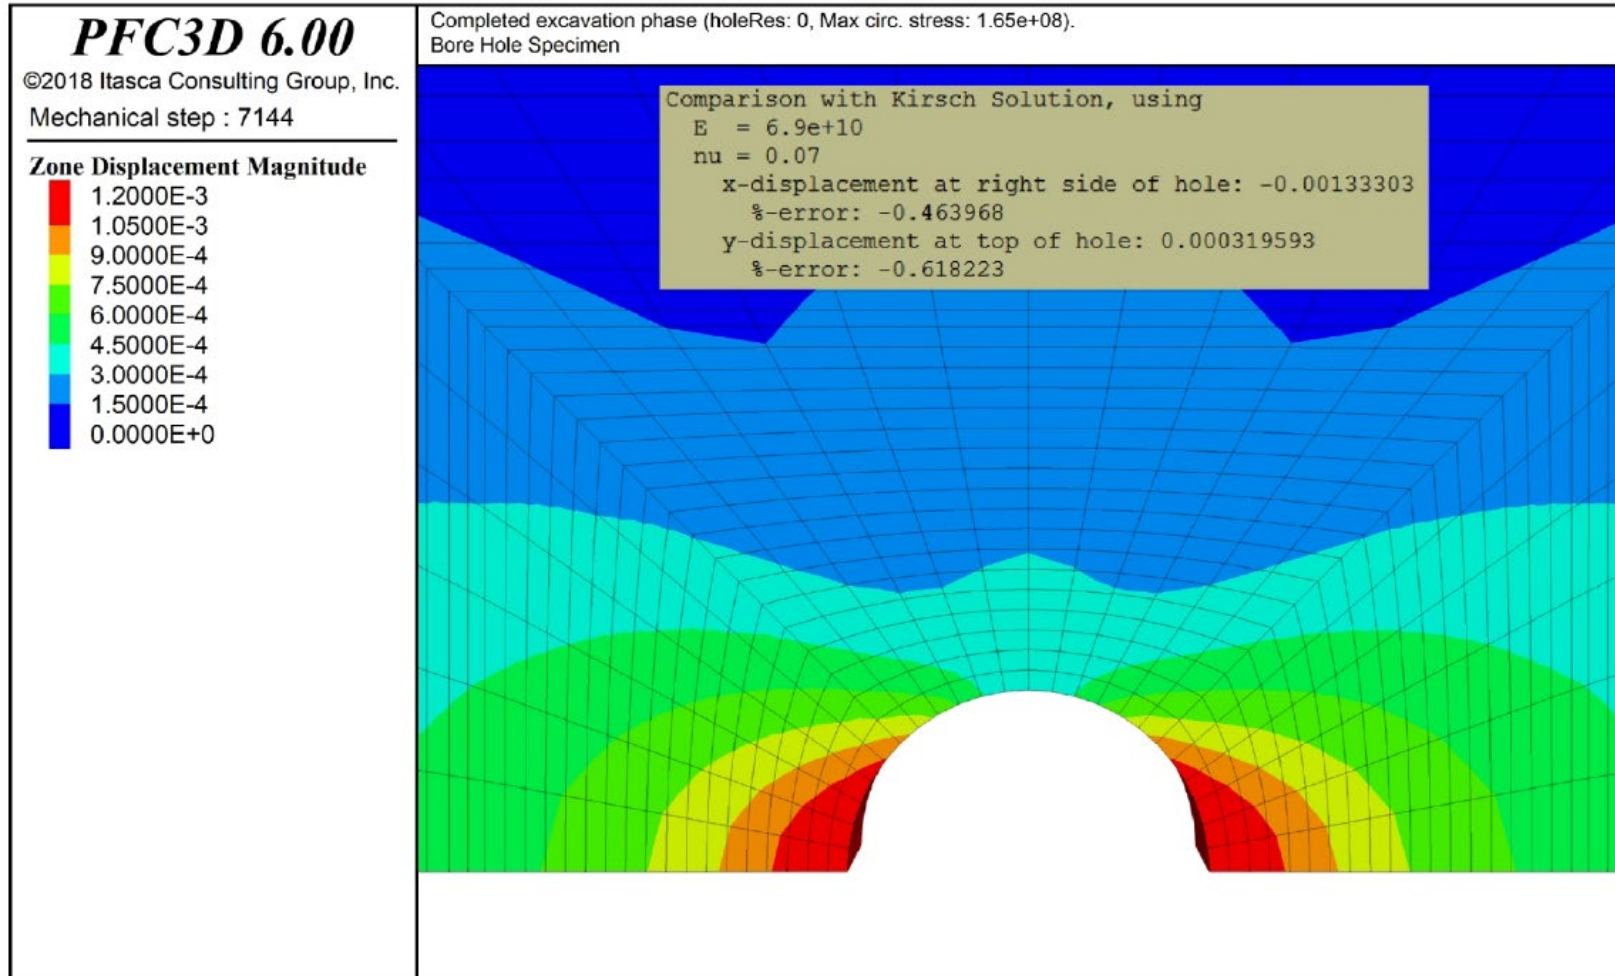 PFC3D 6.00
©2018 Itasca Consulting Group, Inc.
Mechanical step : 7144
Zone Displacement Magnitude
1.2000E-3
1.0500E-3
9.0000E-4
7.5000E-4
6.0000E-4
4.5000E-4
3.0000E-4
1.5000E-4
0.0000E+0
Completed excavation phase (holeRes: 0, Max circ. stress: 1.65e+08).
Bore Hole Specimen
Comparison with Kirsch Solution, using
E = 6.9e+10
nu = 0.07
x-displacement at right side of hole: -0.00133303
%-error: -0.463968
y-displacement at top of hole: 0.000319593
%-error: -0.618223